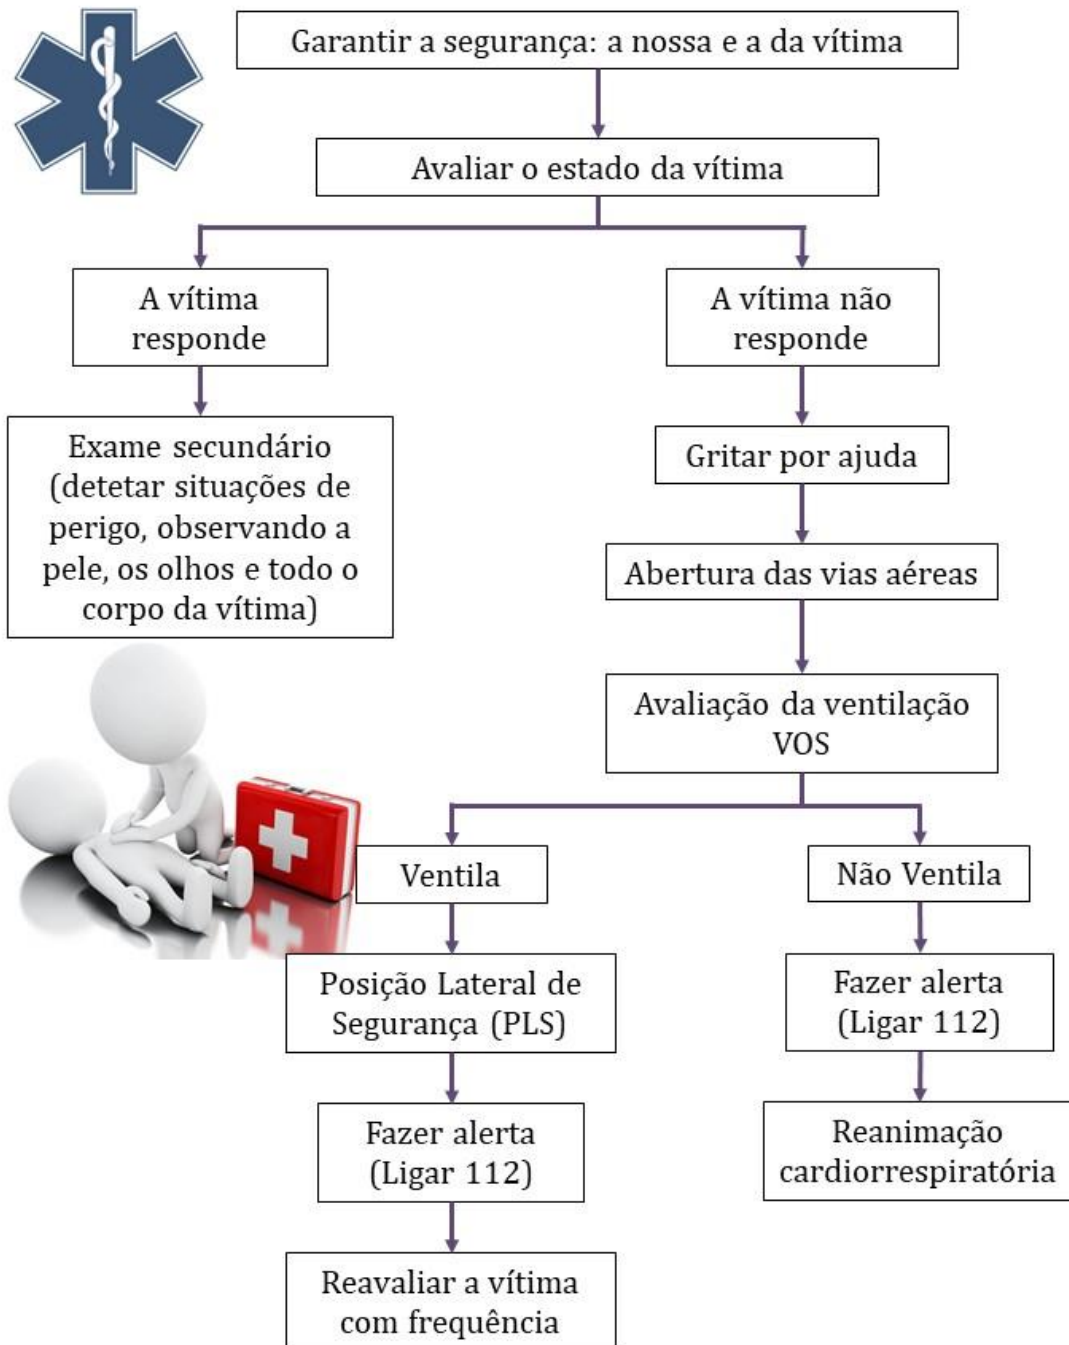 Garantir a segurança: a nossa e a da vítima
Avaliar o estado da vítima
A vítima
responde
A vítima não
responde
Exame secundário
(detetar situações de
perigo, observando a
pele, os olhos e todo o
corpo da vítima)
Gritar por ajuda
Abertura das vias aéreas
Avaliação da ventilação
VOS
Ventila
Não Ventila
Posição Lateral de
Segurança (PLS)
Fazer alerta
(Ligar 112)
Fazer alerta
(Ligar 112)
Reanimação
cardiorrespiratória
Reavaliar a vítima
com frequência